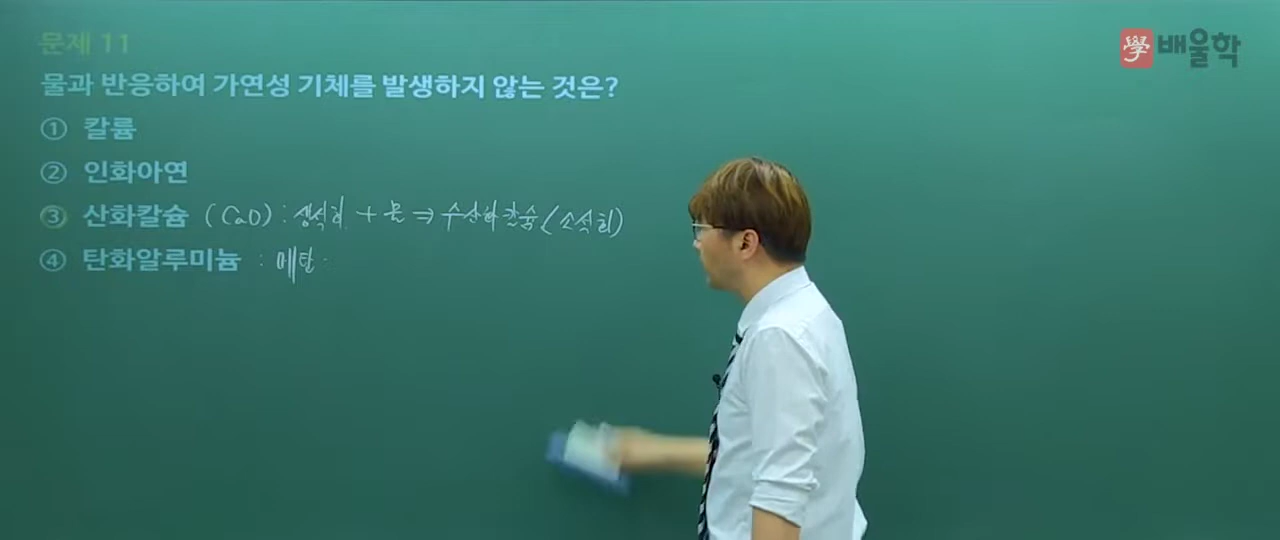 문제 11
學 배울학
물과 반응하여 가연성 기체를 발생하지 않는 것은?
① 칼륨
② 인화아연
③ 산화칼슘 (CaO) : 생석회 + 물 ⇒ 수산화칼슘 (소석회)
④ 탄화알루미늄 : 메탄